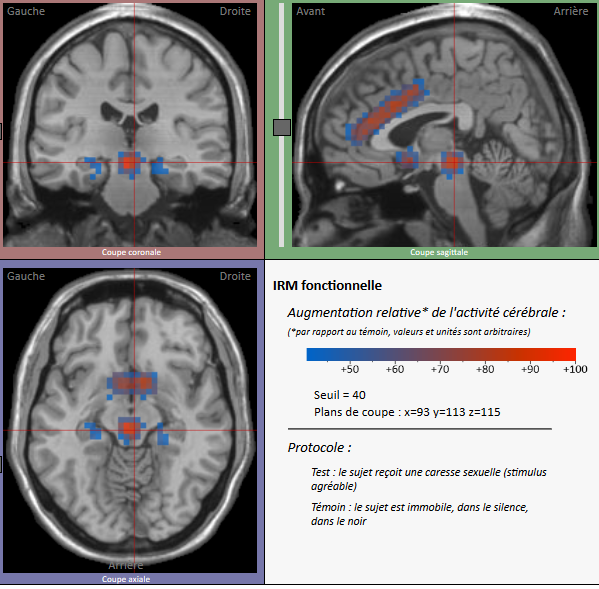 Gauche Droite
Coupe coronale
Avant Arrière
Coupe sagittale
Gauche Droite
Arrière
Coupe axiale
IRM fonctionnelle
Augmentation relative* de l'activité cérébrale :
(*par rapport au témoin, valeurs et unités sont arbitraires)
+50 +60 +70 +80 +90 +100
Seuil = 40
Plans de coupe : x=93 y=113 z=115
Protocole :
Test : le sujet reçoit une caresse sexuelle (stimulus
agréable)
Témoin : le sujet est immobile, dans le silence,
dans le noir